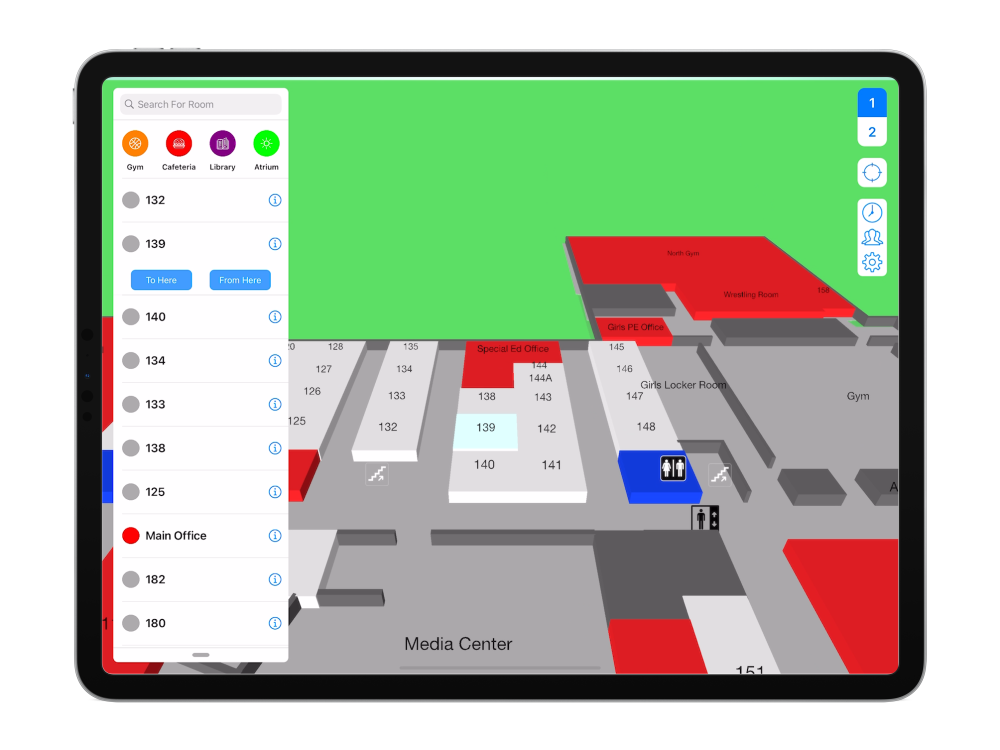 Search For Room
Gym
Cafeteria
Library
Atrium
132
139
To Here
From Here
140
134
133
138
125
Main Office
182
180
1
2
North Gym
Wrestling Room
158
Girls PE Office
128
127
126
125
135
134
133
132
Special Ed Office
144
144A
138
143
139
142
140
141
145
146
147
148
Girls Locker Room
Gym
A
Media Center
151